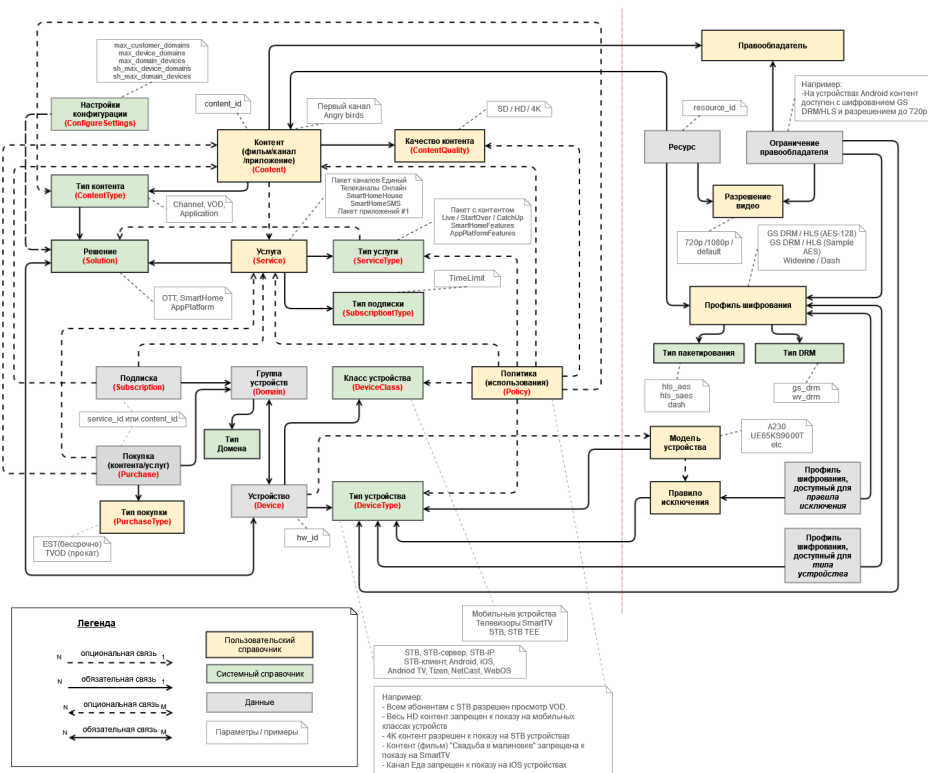 max_customer_domains
max_device_domains
max_domain_devices
sh_max_device_domains
sh_max_domain_devices
Настройки
конфигурации
(ConfigureSettings)
content_id
Первый канал
Angry birds
SD / HD / 4K
Контент
(фильм/канал
/приложение)
(Content)
Качество контента
(ContentQuality)
Тип контента
(ContentType)
Channel, VOD,
Application
Пакет каналов Единый
Телеканалы Онлайн
SmartHomeHouse
SmartHomeSMS
Пакет приложений #1
Пакет с контентом
Live / StartOver / CatchUp
SmartHomeFeatures
AppPlatformFeatures
Решение
(Solution)
Услуга
(Service)
Тип услуги
(ServiceType)
OTT, SmartHome
AppPlatform
TimeLimit
Тип подписки
(SubscriptionType)
Подписка
(Subscription)
Группа
устройств
(Domain)
Класс устройства
(DeviceClass)
Политика
(использования)
(Policy)
service_id или content_id
Тип
Домена
Покупка
(контента/услуг)
(Purchase)
Устройство
(Device)
Тип устройства
(DeviceType)
Тип покупки
(PurchaseType)
hw_id
EST(бессрочно)
TVOD (прокат)
Правообладатель
Например:
-На устройствах Android контент
доступен с шифрованием GS
DRM/HLS и разрешением до 720p
resource_id
Ресурс
Ограничение
правообладателя
Разрешение
видео
720p / 1080p /
default
GS DRM / HLS (AES-128)
GS DRM / HLS (Sample
AES)
Widevine / Dash
Профиль шифрования
Тип пакетирования
Тип DRM
hls_aes
hls_saes
dash
gs_drm
wv_drm
Модель
устройства
A230
UE65KS9000T
etc.
Правило
исключения
Профиль
шифрования,
доступный для
правила
исключения
Профиль
шифрования,
доступный для
типа
устройства
Мобильные устройства
Телевизоры SmartTV
STB, STB TEE
STB, STB-сервер, STB-IP
STB-клиент, Android, iOS,
Andriod TV, Tizen, NetCast, WebOS
Например:
- Всем абонентам с STB разрешен просмотр VOD
- Весь HD контент запрещен к показу на мобильных
классах устройств
- 4K контент разрешен к показу на STB устройствах
- Контент (фильм) "Свадьба в малиновке" запрещена к
показу на SmartTV
- Канал Еда запрещен к показу на iOS устройствах
Легенда
N опциональная связь 1
N обязательная связь 1
N опциональная связь M
N обязательная связь M
Пользовательский
справочник
Системный справочник
Данные
Параметры / примеры